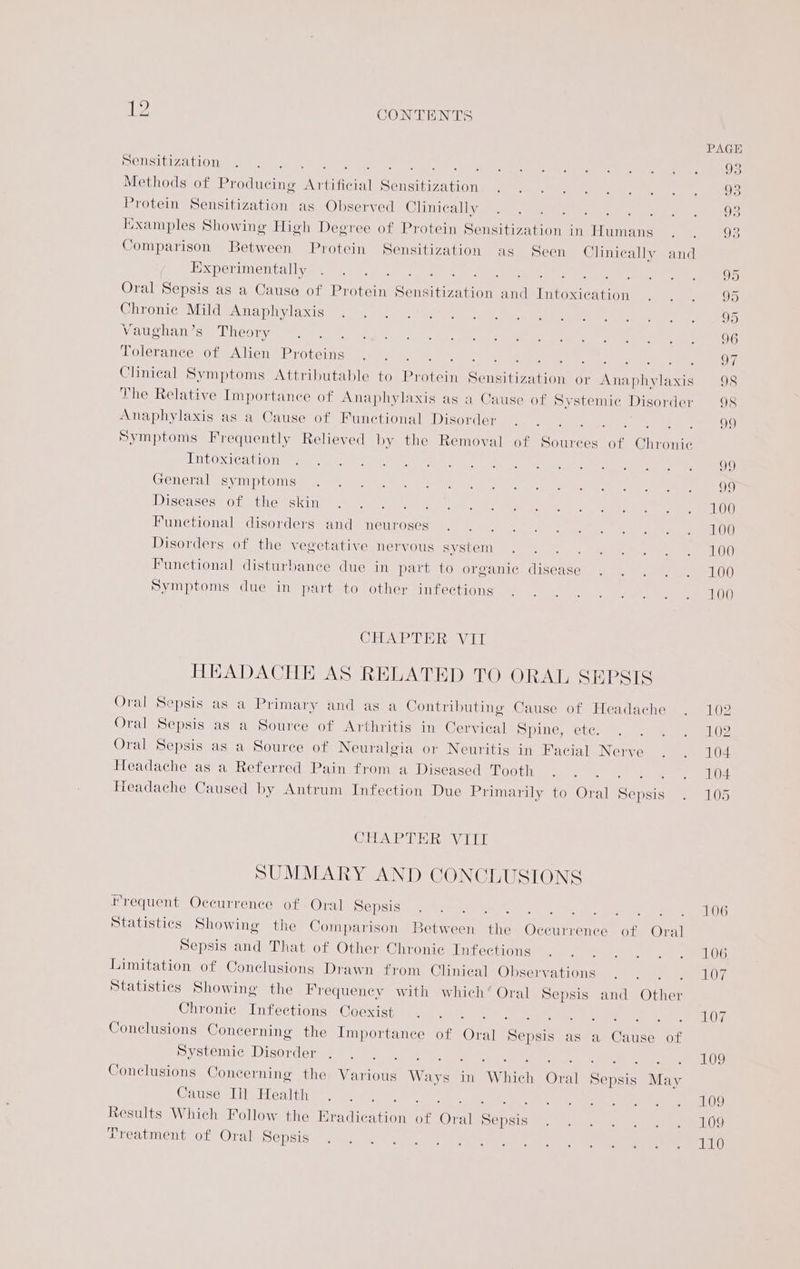 12 CONTENTS
PAGE
Sensitization . . . . . . . . . . . . . . . . 93
Methods of Producing Artificial Sensitization . . . . . . . . 93
Protein Sensitization as Observed Clinically . . . . . . . . 93
Examples Showing High Degree of Protein Sensitization in Humans . . 93
Comparison Between Protein Sensitization as Seen Clinically and
Experimentally . . . . . . . . . . . . . . . 95
Oral Sepsis as a Cause of Protein Sensitization and Intoxication . . . 95
Chronic Mild Anaphylaxis . . . . . . . . . . . . . 95
Vaughan's Theory . . . . . . . . . . . . . . . 96
Tolerance of Alien Proteins . . . . . . . . . . . . 97
Clinical Symptoms Attributable to Protein Sensitization or Anaphylaxis 98
The Relative Importance of Anaphylaxis as a Cause of Systemic Disorder 98
Anaphylaxis as a Cause of Functional Disorder . . . . . . . 99
Symptoms Frequently Relieved by the Removal of Sources of Chronic
Intoxication . . . . . . . . . . . . . . . . 99
General symptoms . . . . . . . . . . . . . . 99
Diseases of the skin . . . . . . . . . . . . . . 100
Functional disorders and neuroses . . . . . . . . . . 100
Disorders of the vegetative nervous system . . . . . . . . 100
Functional disturbance due in part to organic disease . . . . . 100
Symptoms due in part to other infections . . . . . . . . 100
CHAPTER VII
HEADACHE AS RELATED TO ORAL SEPSIS
Oral Sepsis as a Primary and as a Contributing Cause of Headache . 102
Oral Sepsis as a Source of Arthritis in Cervical Spine, etc. . . . . 102
Oral Sepsis as a Source of Neuralgia or Neuritis in Facial Nerve . . 104
Headache as a Referred Pain from a Diseased Tooth . . . . . . 104
Headache Caused by Antrum Infection Due Primarily to Oral Sepsis . 105
CHAPTER VIII
SUMMARY AND CONCLUSIONS
Frequent Occurrence of Oral Sepsis . . . . . . . . . . 106
Statistics Showing the Comparison Between the Occurrence of Oral
Sepsis and That of Other Chronic Infections . . . . . . . 106
Limitation of Conclusions Drawn from Clinical Observations . . . . 107
Statistics Showing the Frequency with which Oral Sepsis and Other
Chronic Infections Coexist . . . . . . . . . . . . 107
Conclusions Concerning the Importance of Oral Sepsis as a Cause of
Systemic Disorder . . . . . . . . . . . . . . . 109
Conclusions Concerning the Various Ways in Which Oral Sepsis May
Cause Ill Health . . . . . . . . . . . . . . . 109
Results Which Follow the Eradication of Oral Sepsis . . . . . . 109
Treatment of Oral Sepsis . . . . . . . . . . . . . 110